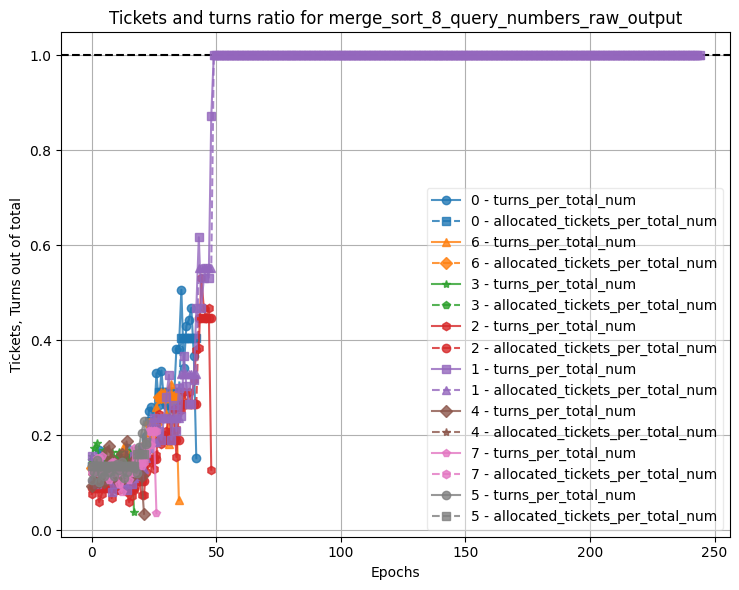 Tickets and turns ratio for merge_sort_8_query_numbers_raw_output
Tickets, Turns out of total
1.0
0.8
0.6
0.4
0.2
0.0
0 - turns_per_total_num
0 - allocated_tickets_per_total_num
6 - turns_per_total_num
6 - allocated_tickets_per_total_num
3 - turns_per_total_num
3 - allocated_tickets_per_total_num
2 - turns_per_total_num
2 - allocated_tickets_per_total_num
1 - turns_per_total_num
1 - allocated_tickets_per_total_num
4 - turns_per_total_num
4 - allocated_tickets_per_total_num
7 - turns_per_total_num
7 - allocated_tickets_per_total_num
5 - turns_per_total_num
5 - allocated_tickets_per_total_num
0 50 100 150 200 250
Epochs